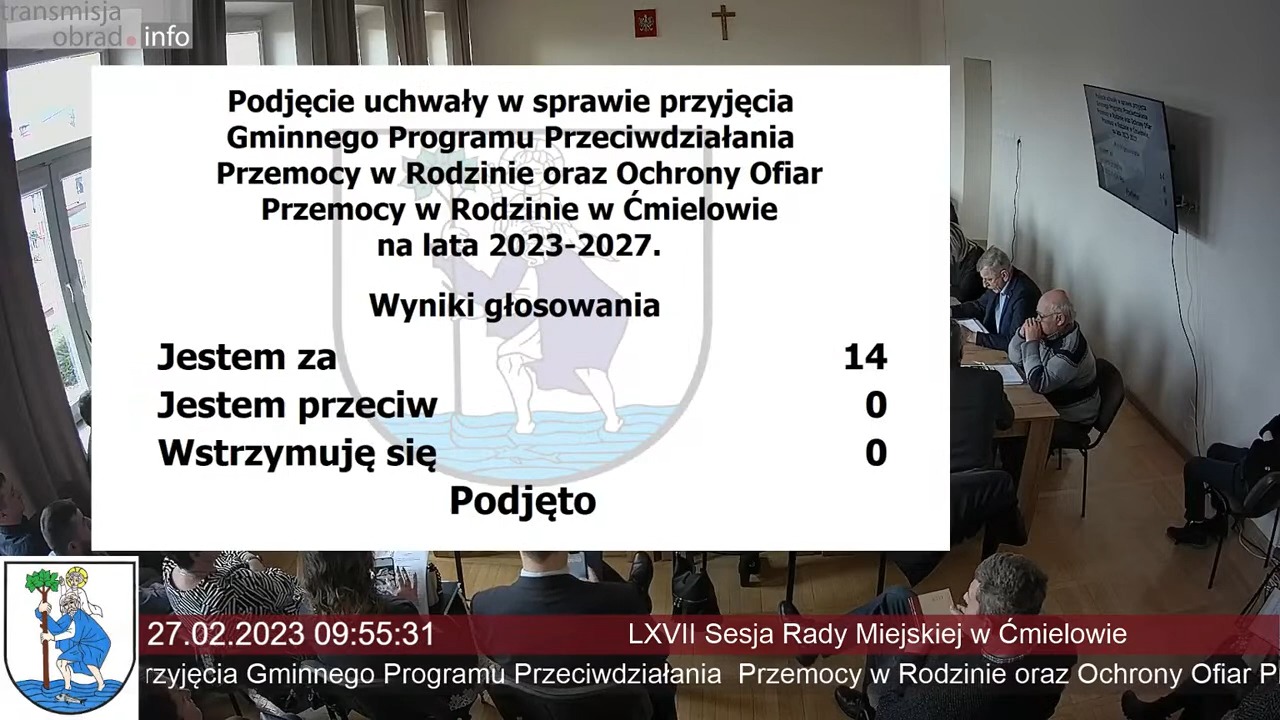 transmisja
obrad.info
Podjęcie uchwały w sprawie przyjęcia
Gminnego Programu Przeciwdziałania
Przemocy w Rodzinie oraz Ochrony Ofiar
Przemocy w Rodzinie w Ćmielowie
na lata 2023-2027.
Wyniki głosowania
Jestem za 14
Jestem przeciw 0
Wstrzymuję się 0
Podjęto
27.02.2023 09:55:31 LXVII Sesja Rady Miejskiej w Ćmielowie
rzyjęcia Gminnego Programu Przeciwdziałania Przemocy w Rodzinie oraz Ochrony Ofiar